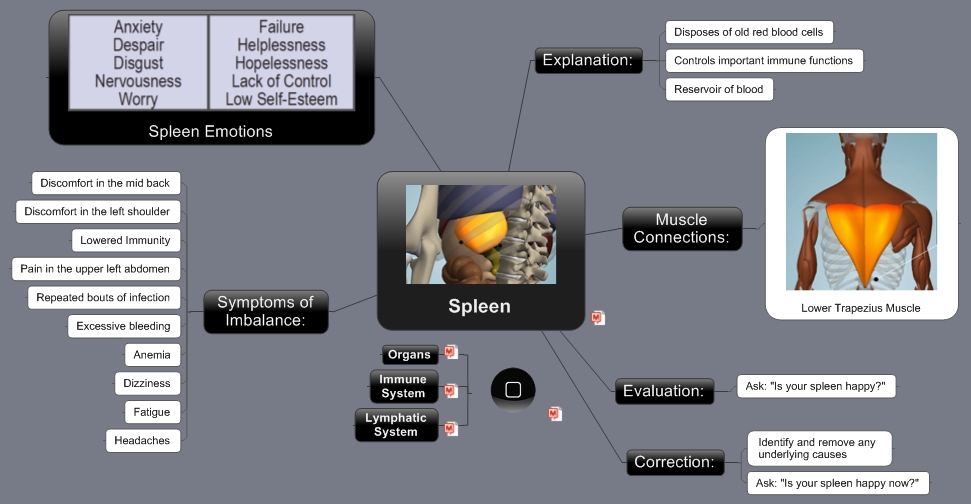 Anxiety
Despair
Disgust
Nervousness
Worry
Failure
Helplessness
Hopelessness
Lack of Control
Low Self-Esteem
Spleen Emotions
Explanation:
Disposes of old red blood cells
Controls important immune functions
Reservoir of blood
Muscle
Connections:
Lower Trapezius Muscle
Spleen
Symptoms of
Imbalance:
Discomfort in the mid back
Discomfort in the left shoulder
Lowered Immunity
Pain in the upper left abdomen
Repeated bouts of infection
Excessive bleeding
Anemia
Dizziness
Fatigue
Headaches
Organs
Immune
System
Lymphatic
System
Evaluation:
Ask: "Is your spleen happy?"
Correction:
Identify and remove any
underlying causes
Ask: "Is your spleen happy now?"